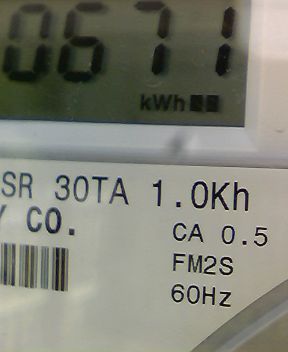 0671
kWh
SR 30TA 1.0Kh
Y CO.
CA 0.5
FM2S
60Hz